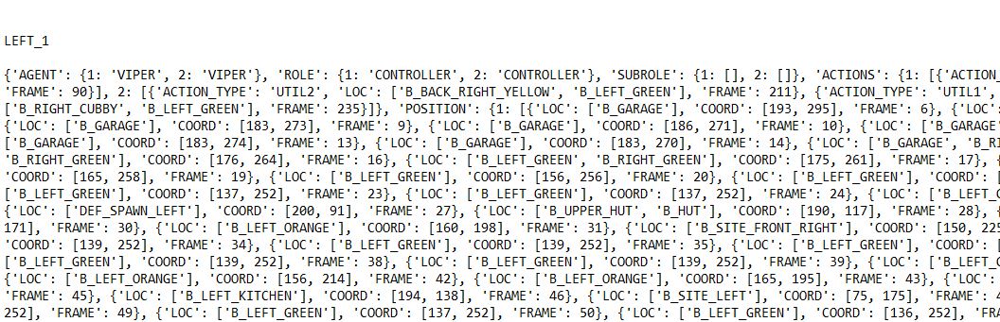 LEFT_1
{'AGENT': {1: 'VIPER', 2: 'VIPER'}, 'ROLE': {1: 'CONTROLLER', 2: 'CONTROLLER'}, 'SUBROLE': {1: [], 2: []}, 'ACTIONS': {1: [{'ACTION_
'FRAME': 90}], 2: [{'ACTION_TYPE': 'UTIL2', 'LOC': ['B_BACK_RIGHT_YELLOW', 'B_LEFT_GREEN'], 'FRAME': 211}, {'ACTION_TYPE': 'UTIL1',
['B_RIGHT_CUBBY', 'B_LEFT_GREEN'], 'FRAME': 235}]}, 'POSITION': {1: [{'LOC': ['B_GARAGE'], 'COORD': [193, 295], 'FRAME': 6}, {'LOC':
{'LOC': ['B_GARAGE'], 'COORD': [183, 273], 'FRAME': 9}, {'LOC': ['B_GARAGE'], 'COORD': [186, 271], 'FRAME': 10}, {'LOC': ['B_GARAGE
['B_GARAGE'], 'COORD': [183, 274], 'FRAME': 13}, {'LOC': ['B_GARAGE'], 'COORD': [183, 270], 'FRAME': 14}, {'LOC': ['B_GARAGE', 'B_RI
'B_RIGHT_GREEN'], 'COORD': [176, 264], 'FRAME': 16}, {'LOC': ['B_LEFT_GREEN', 'B_RIGHT_GREEN'], 'COORD': [175, 261], 'FRAME': 17}, {
'COORD': [165, 258], 'FRAME': 19}, {'LOC': ['B_LEFT_GREEN'], 'COORD': [156, 256], 'FRAME': 20}, {'LOC': ['B_LEFT_GREEN'], 'COORD': [
['B_LEFT_GREEN'], 'COORD': [137, 252], 'FRAME': 23}, {'LOC': ['B_LEFT_GREEN'], 'COORD': [137, 252], 'FRAME': 24}, {'LOC': ['B_LEFT_G
{'LOC': ['DEF_SPAWN_LEFT'], 'COORD': [200, 91], 'FRAME': 27}, {'LOC': ['B_UPPER_HUT', 'B_HUT'], 'COORD': [190, 117], 'FRAME': 28}, {
171], 'FRAME': 30}, {'LOC': ['B_LEFT_ORANGE'], 'COORD': [160, 198], 'FRAME': 31}, {'LOC': ['B_SITE_FRONT_RIGHT'], 'COORD': [150, 225
'COORD': [139, 252], 'FRAME': 34}, {'LOC': ['B_LEFT_GREEN'], 'COORD': [139, 252], 'FRAME': 35}, {'LOC': ['B_LEFT_GREEN'], 'COORD': [
['B_LEFT_GREEN'], 'COORD': [139, 252], 'FRAME': 38}, {'LOC': ['B_LEFT_GREEN'], 'COORD': [139, 252], 'FRAME': 39}, {'LOC': ['B_LEFT_G
{'LOC': ['B_LEFT_ORANGE'], 'COORD': [156, 214], 'FRAME': 42}, {'LOC': ['B_LEFT_ORANGE'], 'COORD': [165, 195], 'FRAME': 43}, {'LOC':
'FRAME': 45}, {'LOC': ['B_LEFT_KITCHEN'], 'COORD': [194, 138], 'FRAME': 46}, {'LOC': ['B_SITE_LEFT'], 'COORD': [75, 175], 'FRAME': 4
252], 'FRAME': 49}, {'LOC': ['B_LEFT_GREEN'], 'COORD': [137, 252], 'FRAME': 50}, {'LOC': ['B_LEFT_GREEN'], 'COORD': [136, 252], 'FRA